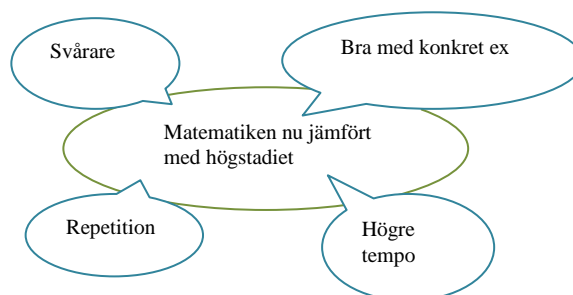 Svårare
Bra med konkret ex
Matematiken nu jämfört
med högstadiet
Repetition
Högre
tempo